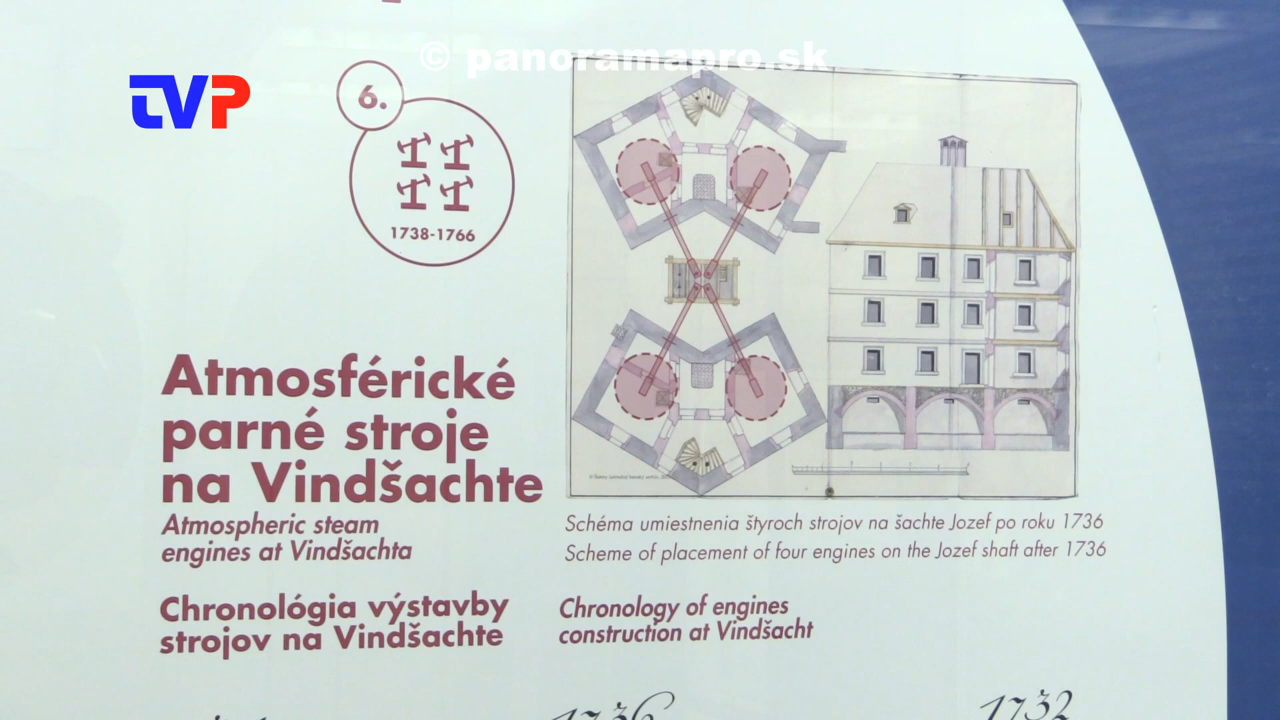 © panoramapro.sk
TVP
6.
1738-1766
Atmosférické
parné stroje
na Vindšachte
Atmospheric steam
engines at Vindšachta
Schéma umiestnenia štyroch strojov na šachte Jozef po roku 1736
Scheme of placement of four engines on the Jozef shaft after 1736
Chronológia výstavby
strojov na Vindšachte
Chronology of engines
construction at Vindšacht
1736
1732